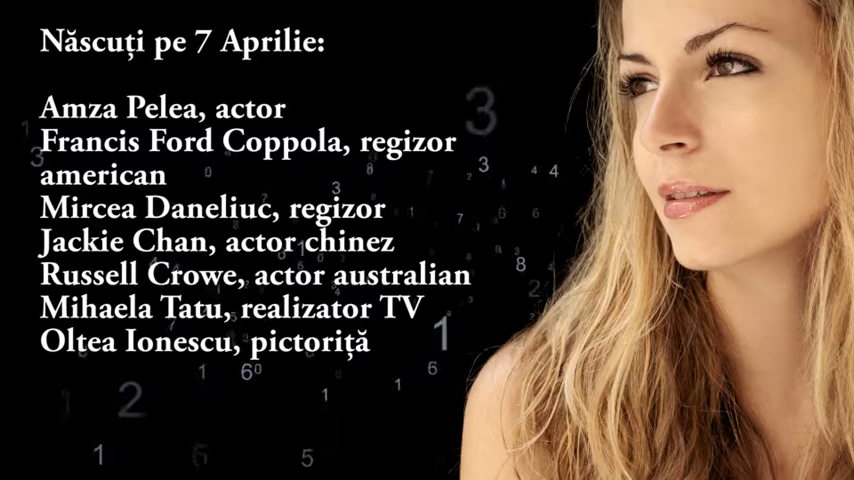 Născuți pe 7 Aprilie:
Amza Pelea, actor
Francis Ford Coppola, regizor
american
Mircea Daneliuc, regizor
Jackie Chan, actor chinez
Russell Crowe, actor australian
Mihaela Tatu, realizator TV
Oltea Ionescu, pictoriță